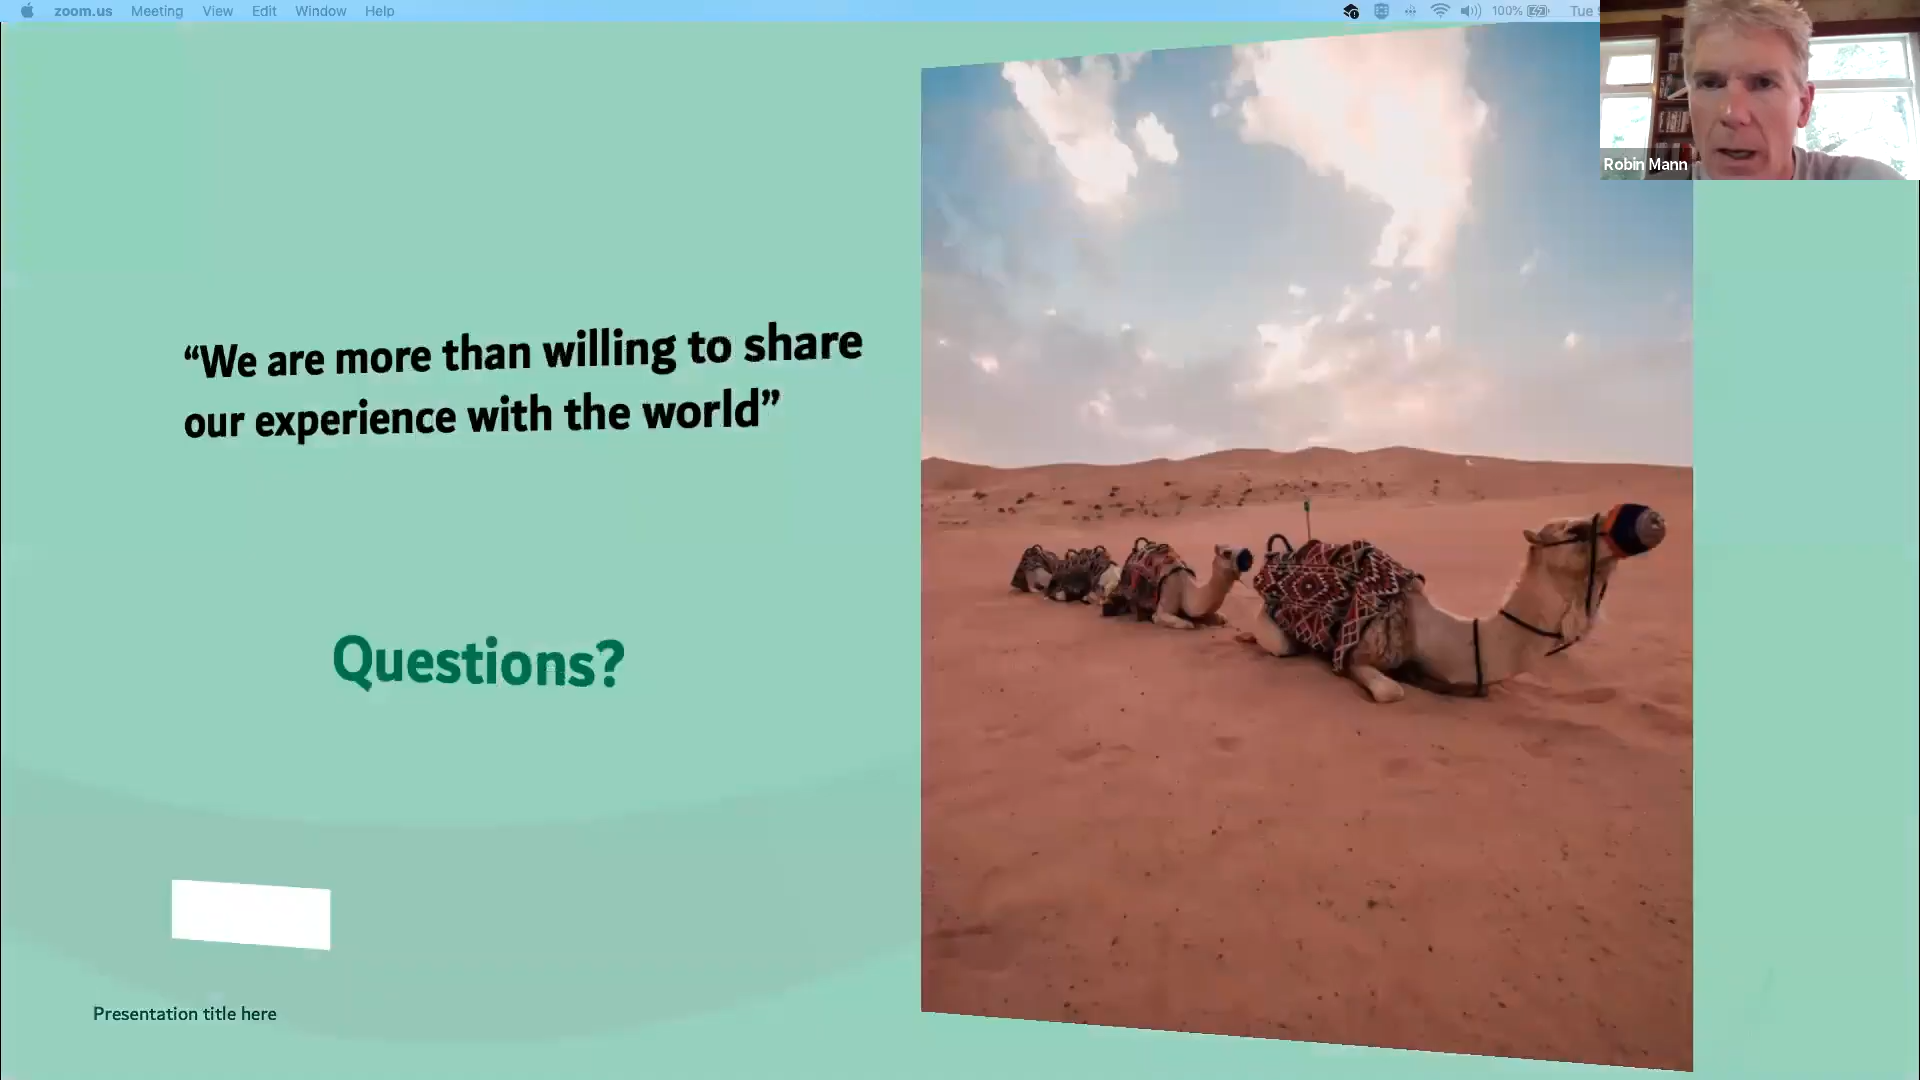 zoom.us Meeting View Edit Window Help 100% Tue
Robin Mann
“We are more than willing to share
our experience with the world”
Questions?
Presentation title here